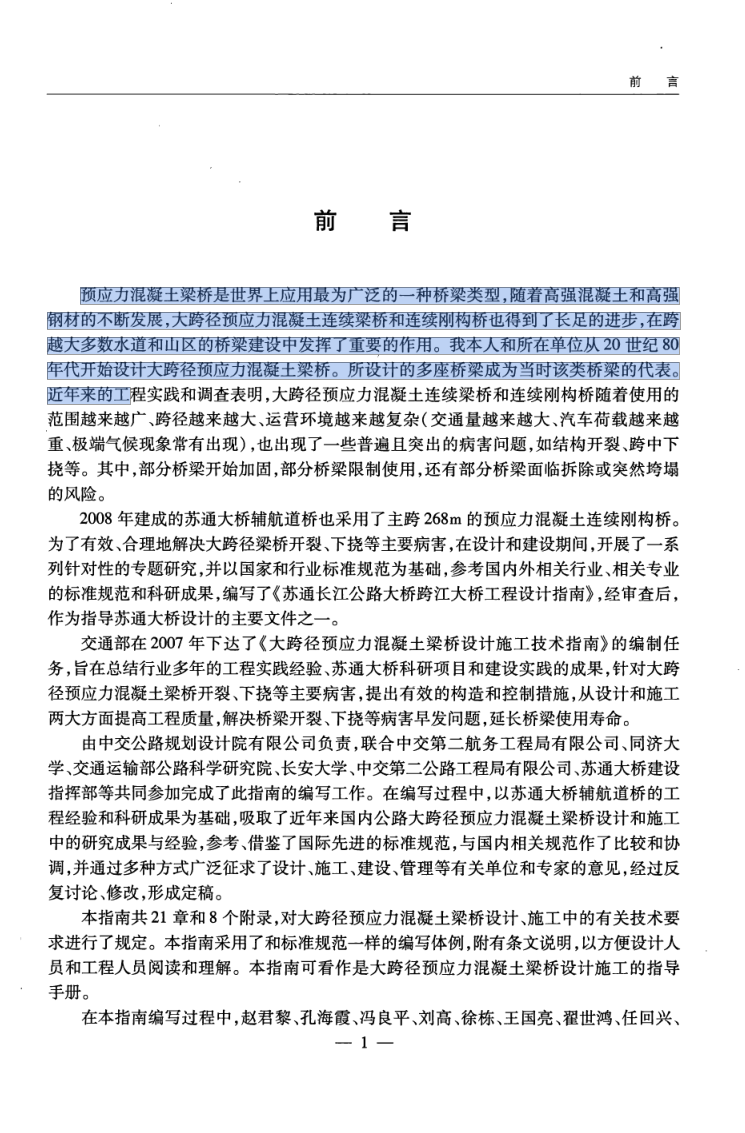 前 言
前 言
预应力混凝土梁桥是世界上应用最为广泛的一种桥梁类型,随着高强混凝土和高强
钢材的不断发展,大跨径预应力混凝土连续梁桥和连续刚构桥也得到了长足的进步,在跨
越大多数水道和山区的桥梁建设中发挥了重要的作用。我本人和所在单位从 20 世纪 80
年代开始设计大跨径预应力混凝土梁桥。所设计的多座桥梁成为当时该类桥梁的代表。
近年来的工程实践和调查表明,大跨径预应力混凝土连续梁桥和连续刚构桥随着使用的
范围越来越广、跨径越来越大、运营环境越来越复杂(交通量越来越大、汽车荷载越来越
重、极端气候现象常有出现),也出现了一些普遍且突出的病害问题,如结构开裂、跨中下
挠等。其中,部分桥梁开始加固,部分桥梁限制使用,还有部分桥梁面临拆除或突然垮塌
的风险。
2008 年建成的苏通大桥辅航道桥也采用了主跨 268m 的预应力混凝土连续刚构桥。
为了有效、合理地解决大跨径梁桥开裂、下挠等主要病害,在设计和建设期间,开展了一系
列针对性的专题研究,并以国家和行业标准规范为基础,参考国内外相关行业、相关专业
的标准规范和科研成果,编写了《苏通长江公路大桥跨江大桥工程设计指南》,经审查后,
作为指导苏通大桥设计的主要文件之一。
交通部在 2007 年下达了《大跨径预应力混凝土梁桥设计施工技术指南》的编制任
务,旨在总结行业多年的工程实践经验、苏通大桥科研项目和建设实践的成果,针对大跨
径预应力混凝土梁桥开裂、下挠等主要病害,提出有效的构造和控制措施,从设计和施工
两大方面提高工程质量,解决桥梁开裂、下挠等病害早发问题,延长桥梁使用寿命。
由中交公路规划设计院有限公司负责,联合中交第二航务工程局有限公司、同济大
学、交通运输部公路科学研究院、长安大学、中交第二公路工程局有限公司、苏通大桥建设
指挥部等共同参加完成了此指南的编写工作。在编写过程中,以苏通大桥辅航道桥的工
程经验和科研成果为基础,吸取了近年来国内公路大跨径预应力混凝土梁桥设计和施工
中的研究成果与经验,参考、借鉴了国际先进的标准规范,与国内相关规范作了比较和协
调,并通过多种方式广泛征求了设计、施工、建设、管理等有关单位和专家的意见,经过反
复讨论、修改,形成定稿。
本指南共 21 章和 8 个附录,对大跨径预应力混凝土梁桥设计、施工中的有关技术要
求进行了规定。本指南采用了和标准规范一样的编写体例,附有条文说明,以方便设计人
员和工程人员阅读和理解。本指南可看作是大跨径预应力混凝土梁桥设计施工的指导
手册。
在本指南编写过程中,赵君黎、孔海霞、冯良平、刘高、徐栋、王国亮、翟世鸿、任回兴、
— 1 —